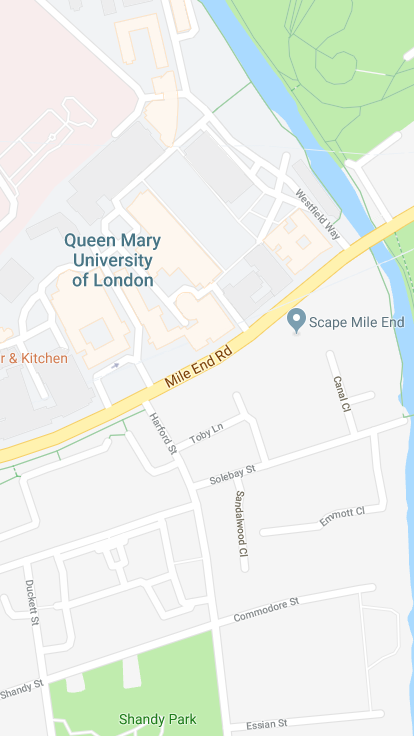 Westfield Way
Queen Mary
University
of London
Scape Mile End
r & Kitchen
Mile End Rd
Canal Cl
Harford St
Toby Ln
Solebay St
Sandalwood Cl
Enymott Cl
Duckett St
Commodore St
Shandy St
Shandy Park
Essian St